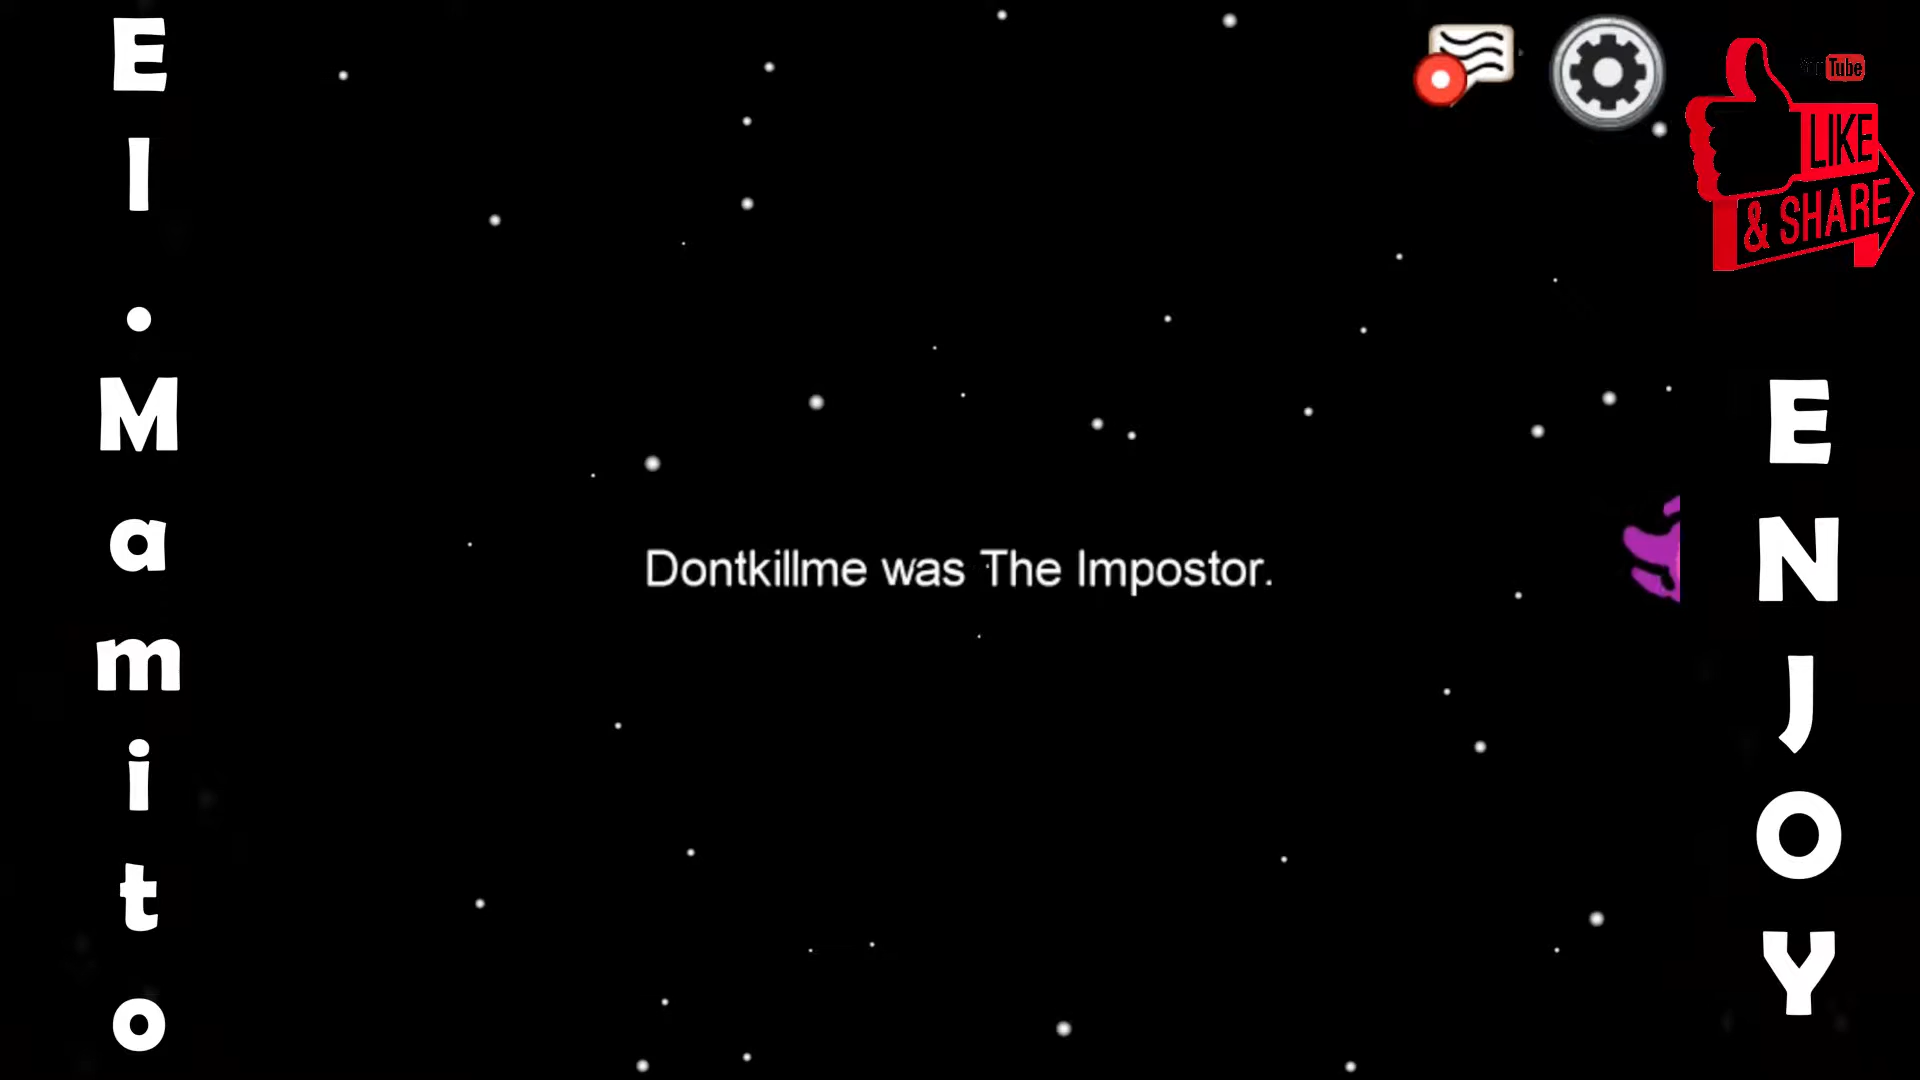 El.Mamito
Tube
LIKE
& SHARE
Dontkillme was The Impostor.
ENJOY